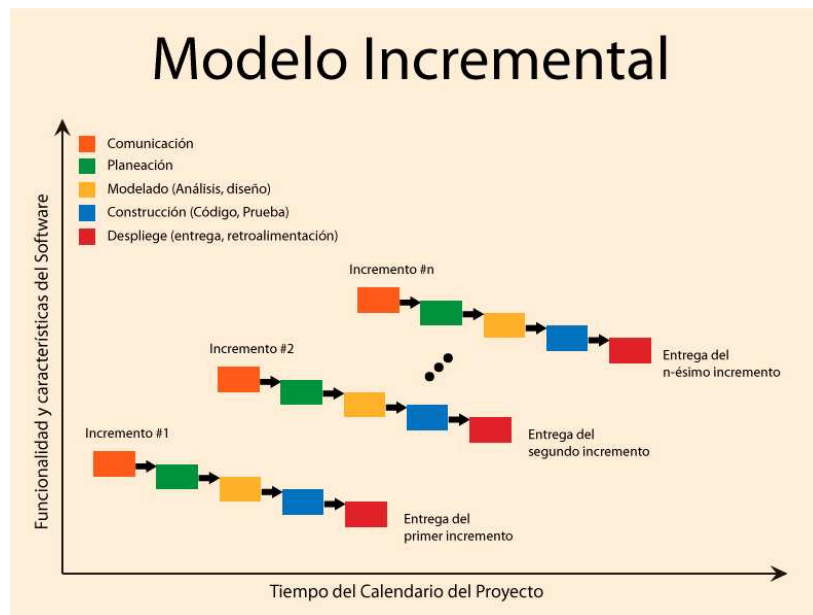 Modelo Incremental
Comunicación
Planeación
Modelado (Análisis, diseño)
Construcción (Código, Prueba)
Despliege (entrega, retroalimentación)
Funcionalidad y características del Software
Incremento #n
Entrega del
n-ésimo incremento
Incremento #2
Entrega del
segundo incremento
Incremento #1
Entrega del
primer incremento
Tiempo del Calendario del Proyecto